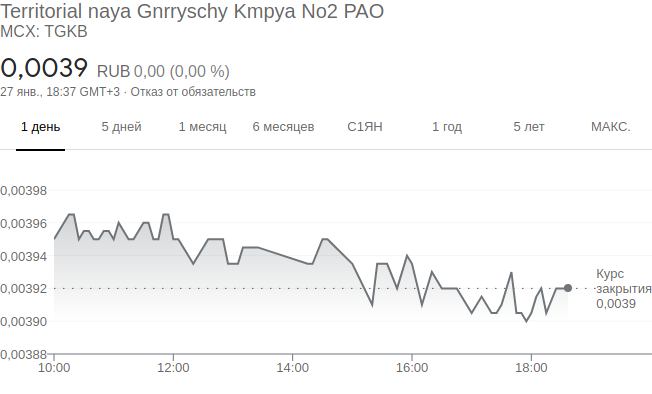 Territorial naya Gnrryschy Kmpya No2 PAO
MCX: TGKB
0,0039 RUB 0,00 (0,00 %)
27 янв., 18:37 GMT+3 · Отказ от обязательств
1 день 5 дней 1 месяц 6 месяцев С1ЯН 1 год 5 лет МАКС.
0,00398
0,00396
0,00394
0,00392
0,00390
0,00388
Курс
закрытия
0,0039
10:00 12:00 14:00 16:00 18:00